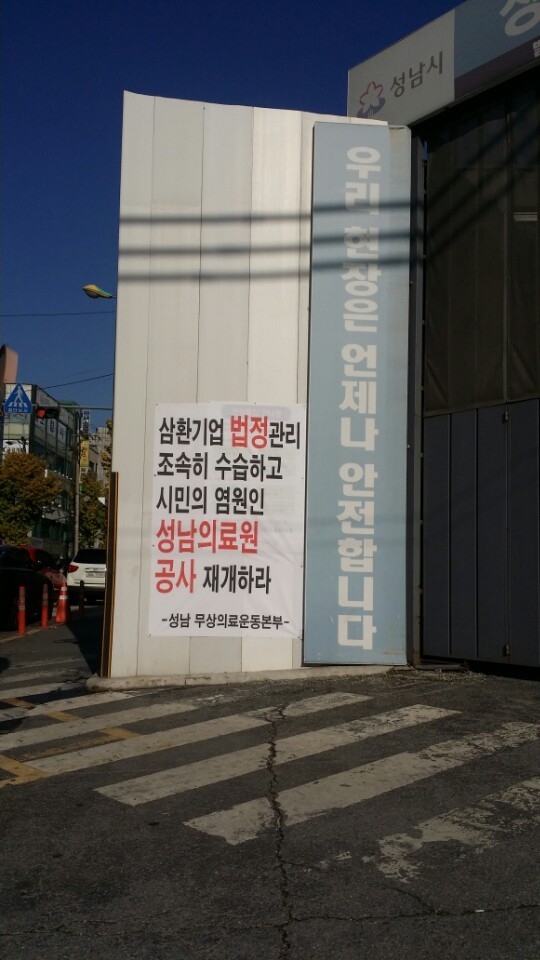 성남시
우리 현장은 언제나 안전합니다
삼환기업 법정관리
조속히 수습하고
시민의 염원인
성남의료원
공사 재개하라
-성남 무상의료운동본부-